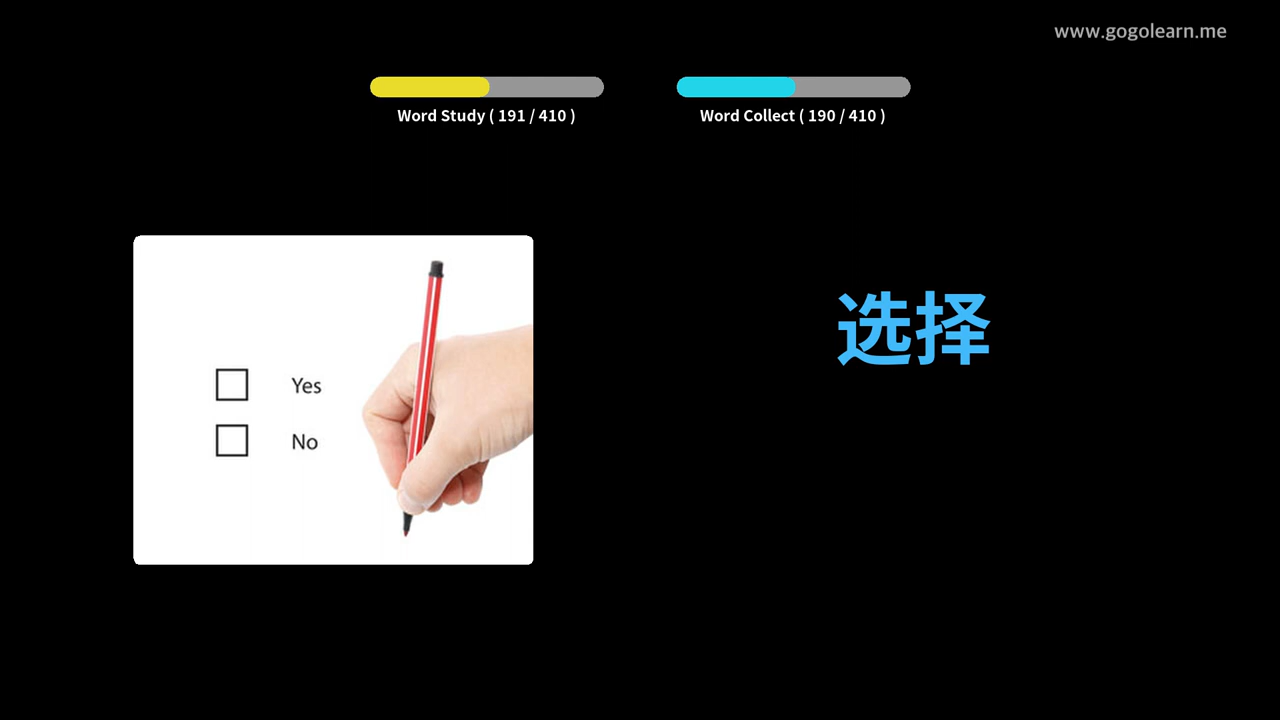 www.gogolearn.me
Word Study ( 191 / 410 )
Word Collect ( 190 / 410 )
选择
Yes
No